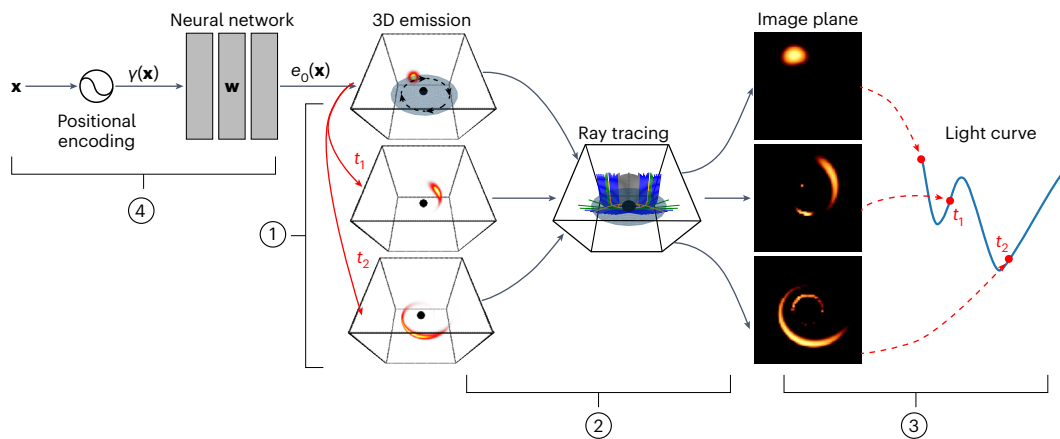 Neural network
3D emission
Image plane
x
γ(x)
w
e₀(x)
Positional
encoding
Ray tracing
Light curve
t₁
t₂
t₁
t₂
1
2
3
4